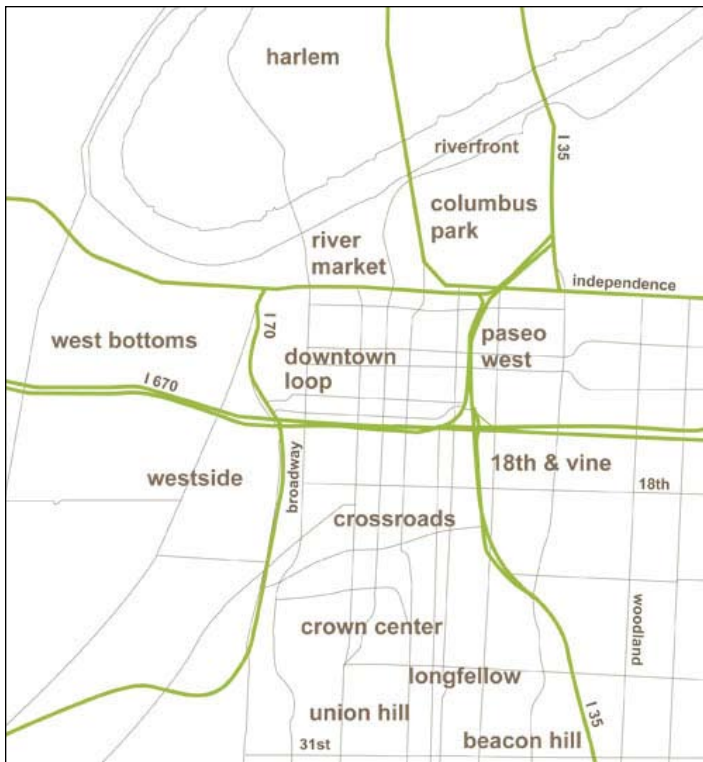 harlem
riverfront
I 35
columbus
park
river
market
independence
I 70
west bottoms
paseo
west
downtown
loop
I 670
18th & vine
westside
broadway
18th
crossroads
woodland
crown center
longfellow
union hill
I 35
31st
beacon hill